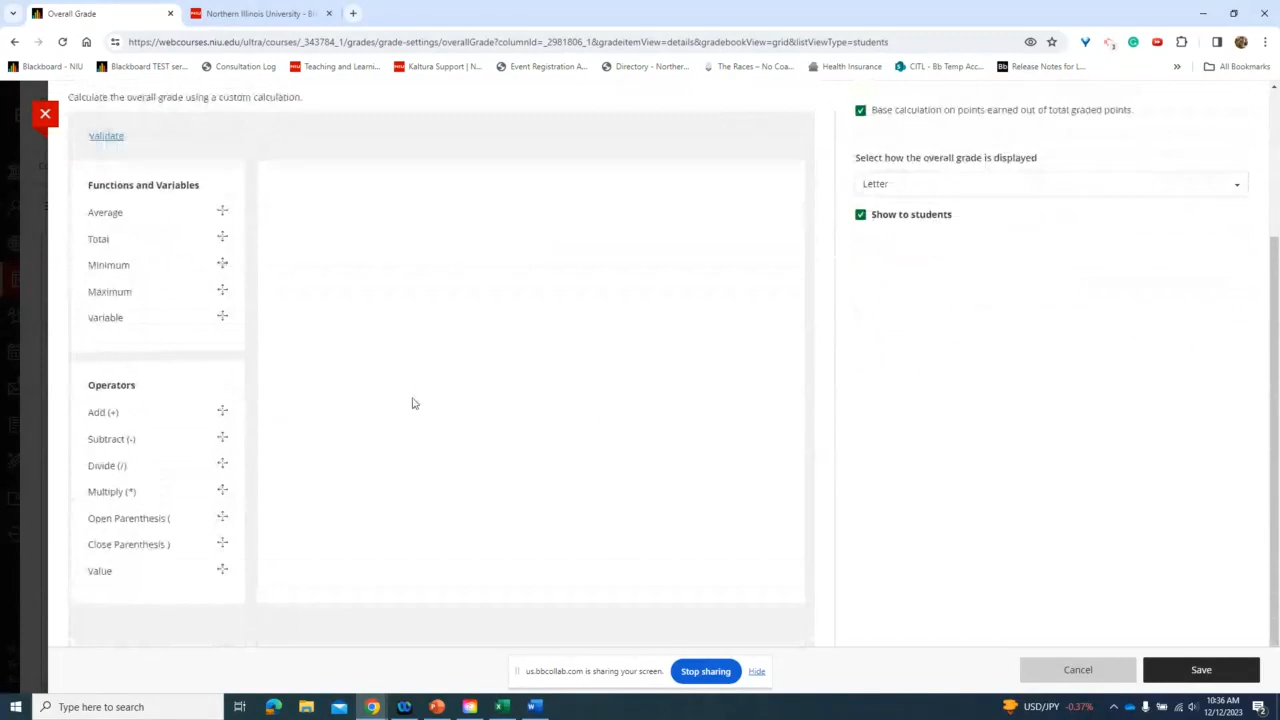 Overall Grade
Northern Illinois University - Bl
https://webcourses.niu.edu/ultra/courses/_343784_1/grades/grade-settings/overallGrade?columnId=_2981806_1&gradeitemView=details&gradebookView=grid&listViewType=students
Blackboard - NIU
Blackboard TEST ser...
Consultation Log
Teaching and Learni...
Kaltura Support | N...
Event Registration A...
Directory - Norther...
The Races – No Coa...
Health Insurance
CITL - Bb Temp Acc...
Release Notes for L...
»
All Bookmarks
Calculate the overall grade using a custom calculation.
Validate
Functions and Variables
Average
Total
Minimum
Maximum
Variable
Operators
Add (+)
Subtract (-)
Divide (/)
Multiply (*)
Open Parenthesis (
Close Parenthesis )
Value
Base calculation on points earned out of total graded points.
Select how the overall grade is displayed
Letter
Show to students
us.bbcollab.com is sharing your screen.
Stop sharing
Hide
Cancel
Save
Type here to search
USD/JPY -0.37%
10:36 AM
12/12/2023
2